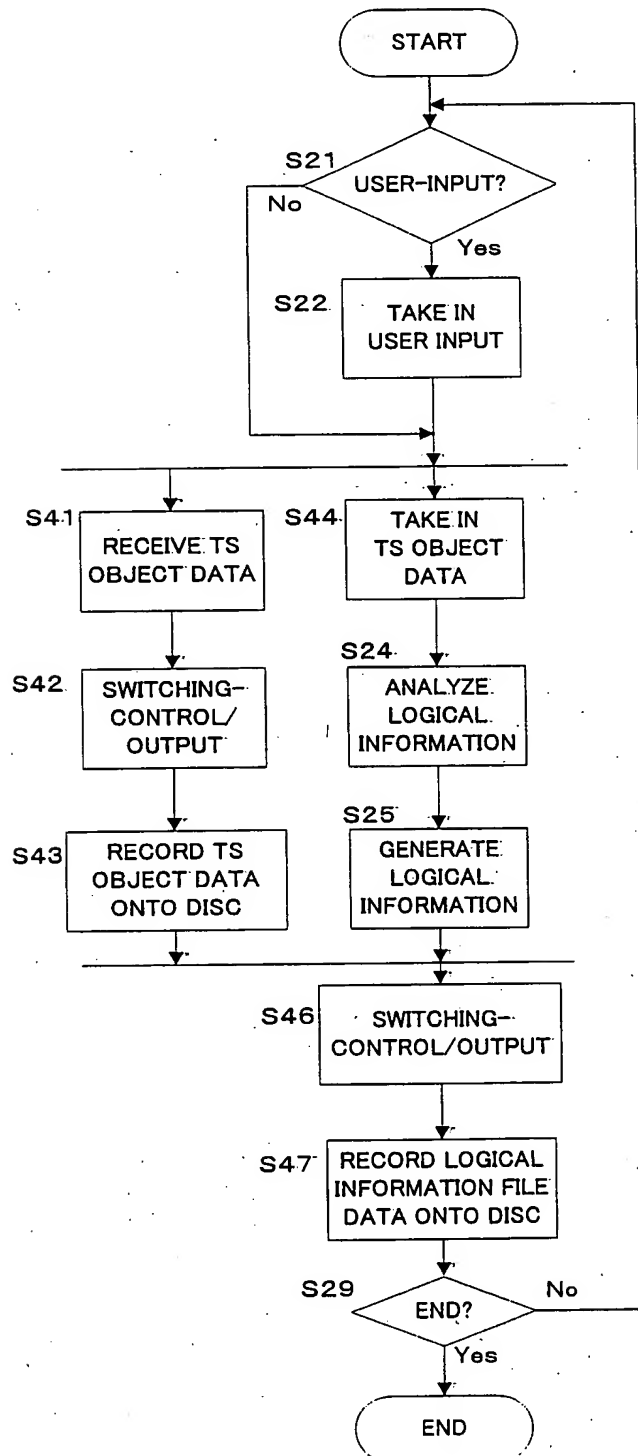 START
S21
USER-INPUT?
No
Yes
S22
TAKE IN
USER INPUT
S41
RECEIVE TS
OBJECT DATA
S44
TAKE IN
TS OBJECT
DATA
S42
SWITCHING-
CONTROL/
OUTPUT
S24
ANALYZE
LOGICAL
INFORMATION
S43
RECORD TS
OBJECT DATA
ONTO DISC
S25
GENERATE
LOGICAL
INFORMATION
S46
SWITCHING-
CONTROL/OUTPUT
S47
RECORD LOGICAL
INFORMATION FILE
DATA ONTO DISC
S29
END?
No
Yes
END